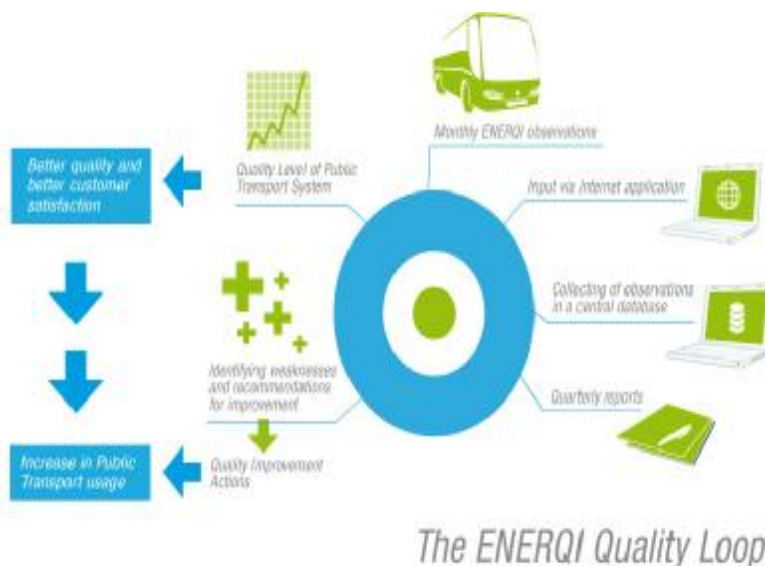 Monthly ENERQI observations
Better quality and
better customer
satisfaction
Quality Level of Public
Transport System
Input via Internet application
Collecting of observations
in a central database
Identifying weaknesses
and recommendations
for improvement
Quarterly reports
Increase in Public
Transport usage
Quality Improvement
Actions
The ENERQI Quality Loop